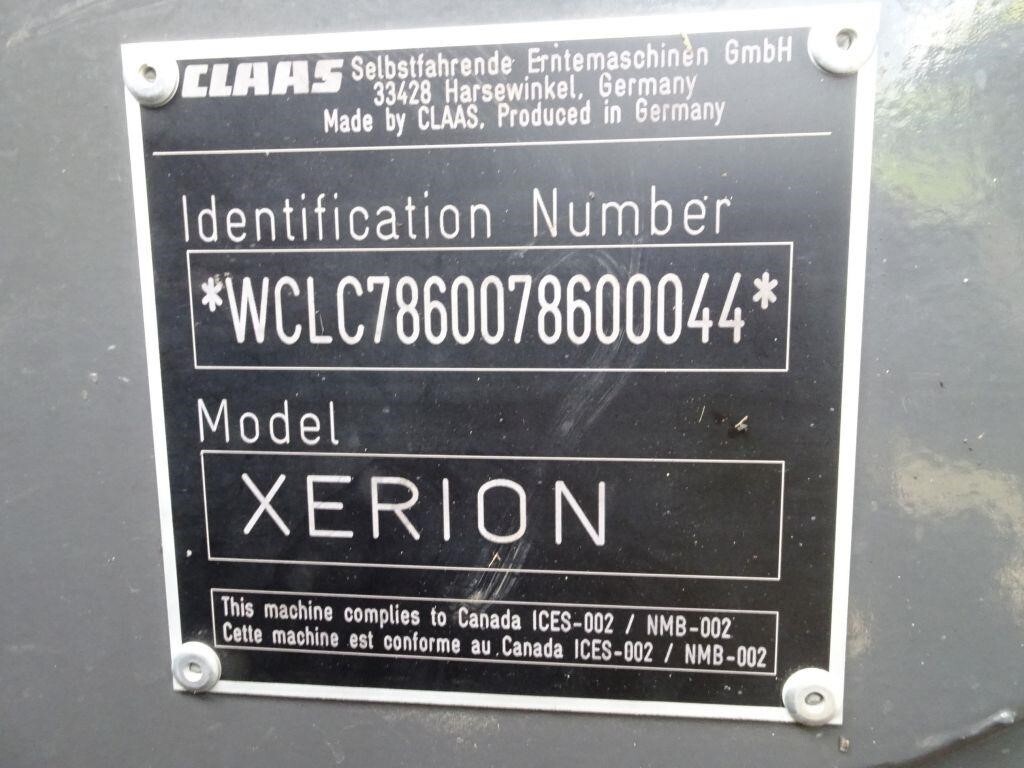 CLAAS Selbstfahrende Erntemaschinen GmbH
33428 Harsewinkel, Germany
Made by CLAAS, Produced in Germany
Identification Number
*WCLC7860078600044*
Model
XERION
This machine complies to Canada ICES-002 / NMB-002
Cette machine est conforme au Canada ICES-002 / NMB-002